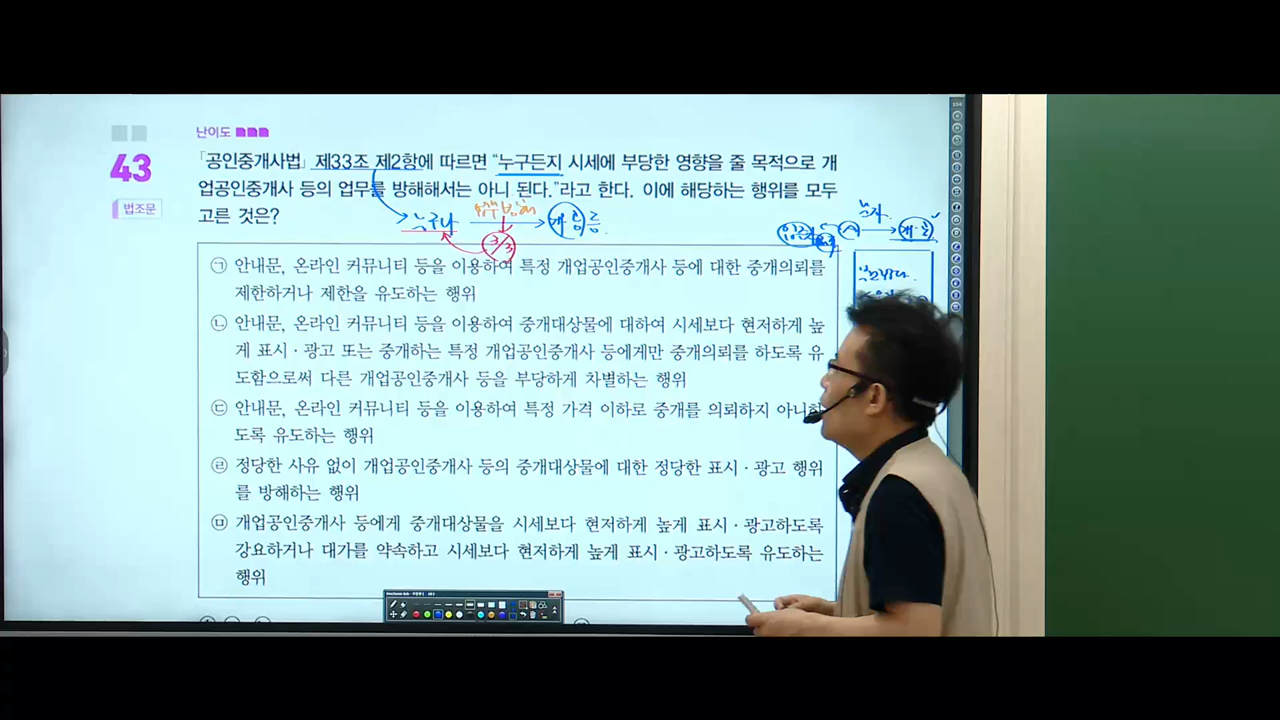 난이도
43
「공인중개사법」 제33조 제2항에 따르면 "누구든지 시세에 부당한 영향을 줄 목적으로 개
업공인중개사 등의 업무를 방해해서는 아니 된다."라고 한다. 이에 해당하는 행위를 모두
법조문
고른 것은?
누구나
3/3
㉠ 안내문, 온라인 커뮤니티 등을 이용하여 특정 개업공인중개사 등에 대한 중개의뢰를
제한하거나 제한을 유도하는 행위
㉡ 안내문, 온라인 커뮤니티 등을 이용하여 중개대상물에 대하여 시세보다 현저하게 높
게 표시·광고 또는 중개하는 특정 개업공인중개사 등에게만 중개의뢰를 하도록 유
도함으로써 다른 개업공인중개사 등을 부당하게 차별하는 행위
㉢ 안내문, 온라인 커뮤니티 등을 이용하여 특정 가격 이하로 중개를 의뢰하지 아니하
도록 유도하는 행위
㉣ 정당한 사유 없이 개업공인중개사 등의 중개대상물에 대한 정당한 표시·광고 행위
를 방해하는 행위
㉤ 개업공인중개사 등에게 중개대상물을 시세보다 현저하게 높게 표시·광고하도록
강요하거나 대가를 약속하고 시세보다 현저하게 높게 표시·광고하도록 유도하는
행위